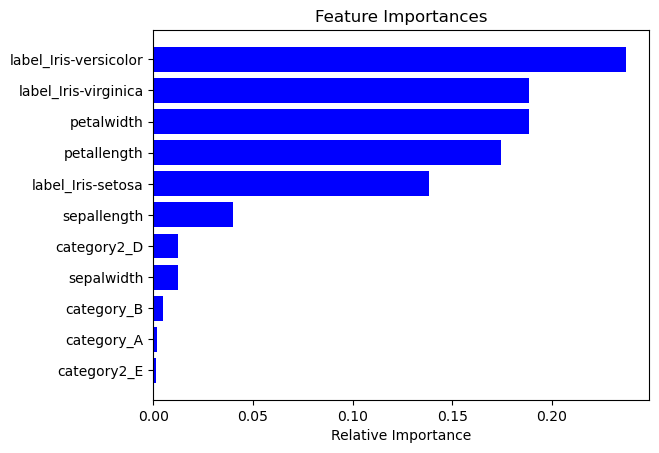 Feature Importances
label_Iris-versicolor
label_Iris-virginica
petalwidth
petallength
label_Iris-setosa
sepallength
category2_D
sepalwidth
category_B
category_A
category2_E
0.00 0.05 0.10 0.15 0.20
Relative Importance